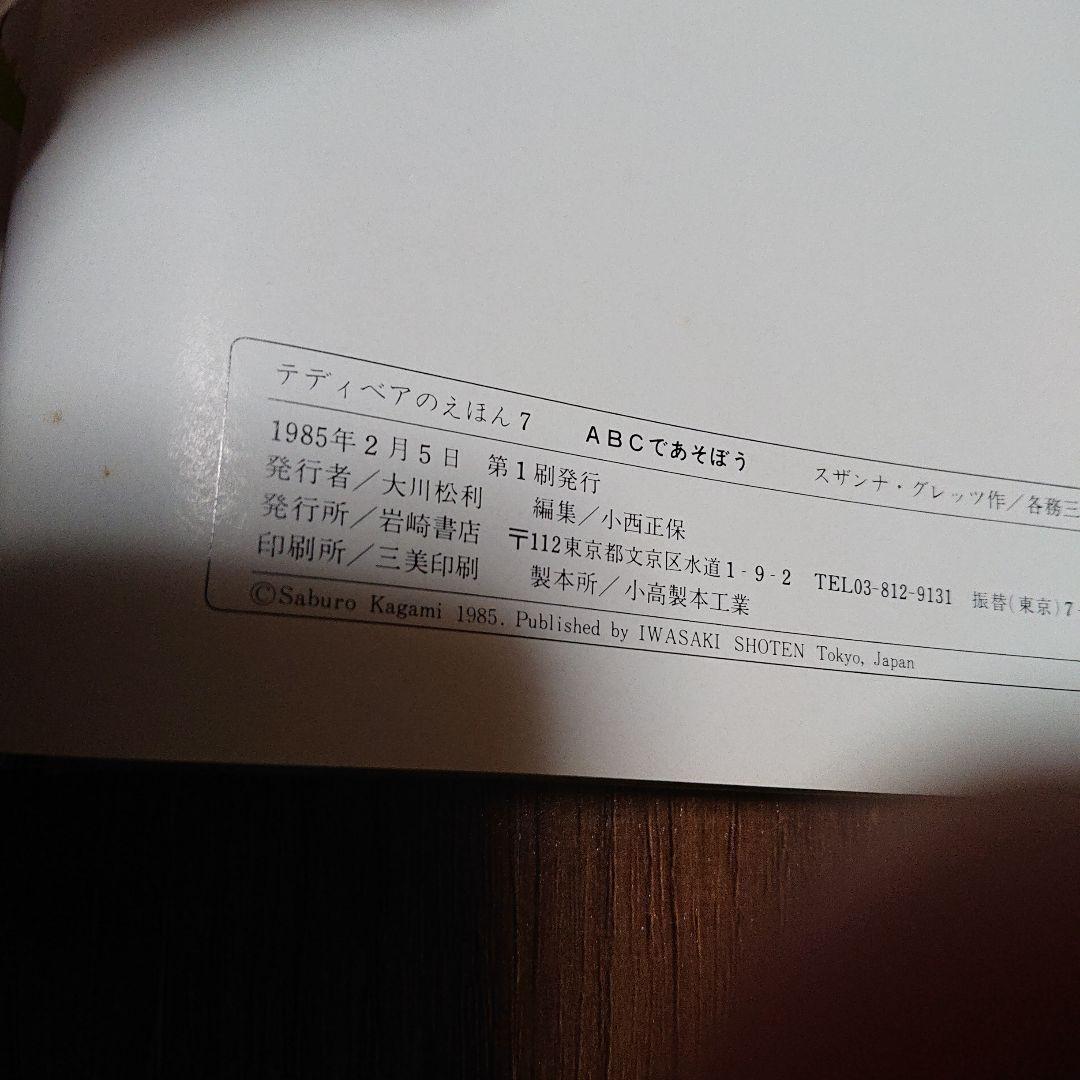 テディベアのえほん7　ABCであそぼう　スザンナ・グレッツ作／各務三
1985年2月5日　第1刷発行
発行者／大川松利　編集／小西正保
発行所／岩崎書店　〒112東京都文京区水道1-9-2　TEL03-812-9131　振替(東京)7-
印刷所／三美印刷　製本所／小高製本工業
©Saburo Kagami 1985. Published by IWASAKI SHOTEN Tokyo, Japan